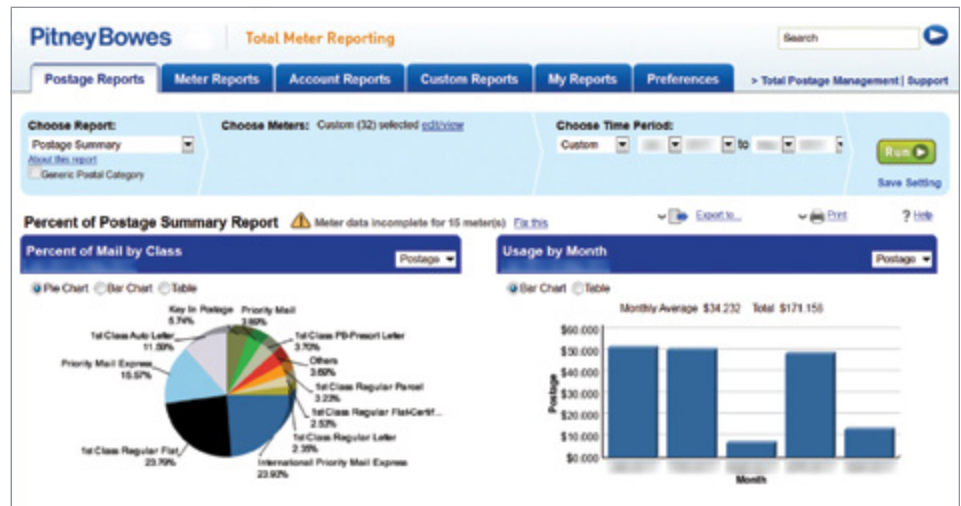 PitneyBowes
Total Meter Reporting
Search
Postage Reports
Meter Reports
Account Reports
Custom Reports
My Reports
Preferences
> Total Postage Management | Support
Choose Report:
Postage Summary
About this report
Generic Postal Category
Choose Meters: Custom (32) selected edit/view
Choose Time Period:
Custom
to
Run
Save Setting
Percent of Postage Summary Report
Meter data incomplete for 15 meter(s) Fix this
Export to...
Print
? Help
Percent of Mail by Class
Postage
Pie Chart Bar Chart Table
Key In Postage
5.74%
Priority Mail
1st Class Auto Letter
11.59%
1st Class PB-Presort Letter
3.70%
Priority Mail Express
15.57%
Others
3.69%
1st Class Regular Parcel
3.23%
1st Class Regular Flat-Certif...
2.53%
1st Class Regular Letter
2.35%
1st Class Regular Flat
23.79%
International Priority Mail Express
23.93%
Usage by Month
Postage
Bar Chart Table
Monthly Average $34.232 Total $171.156
$60.000
$50.000
$40.000
$30.000
$20.000
$10.000
$0.000
Postage
Month